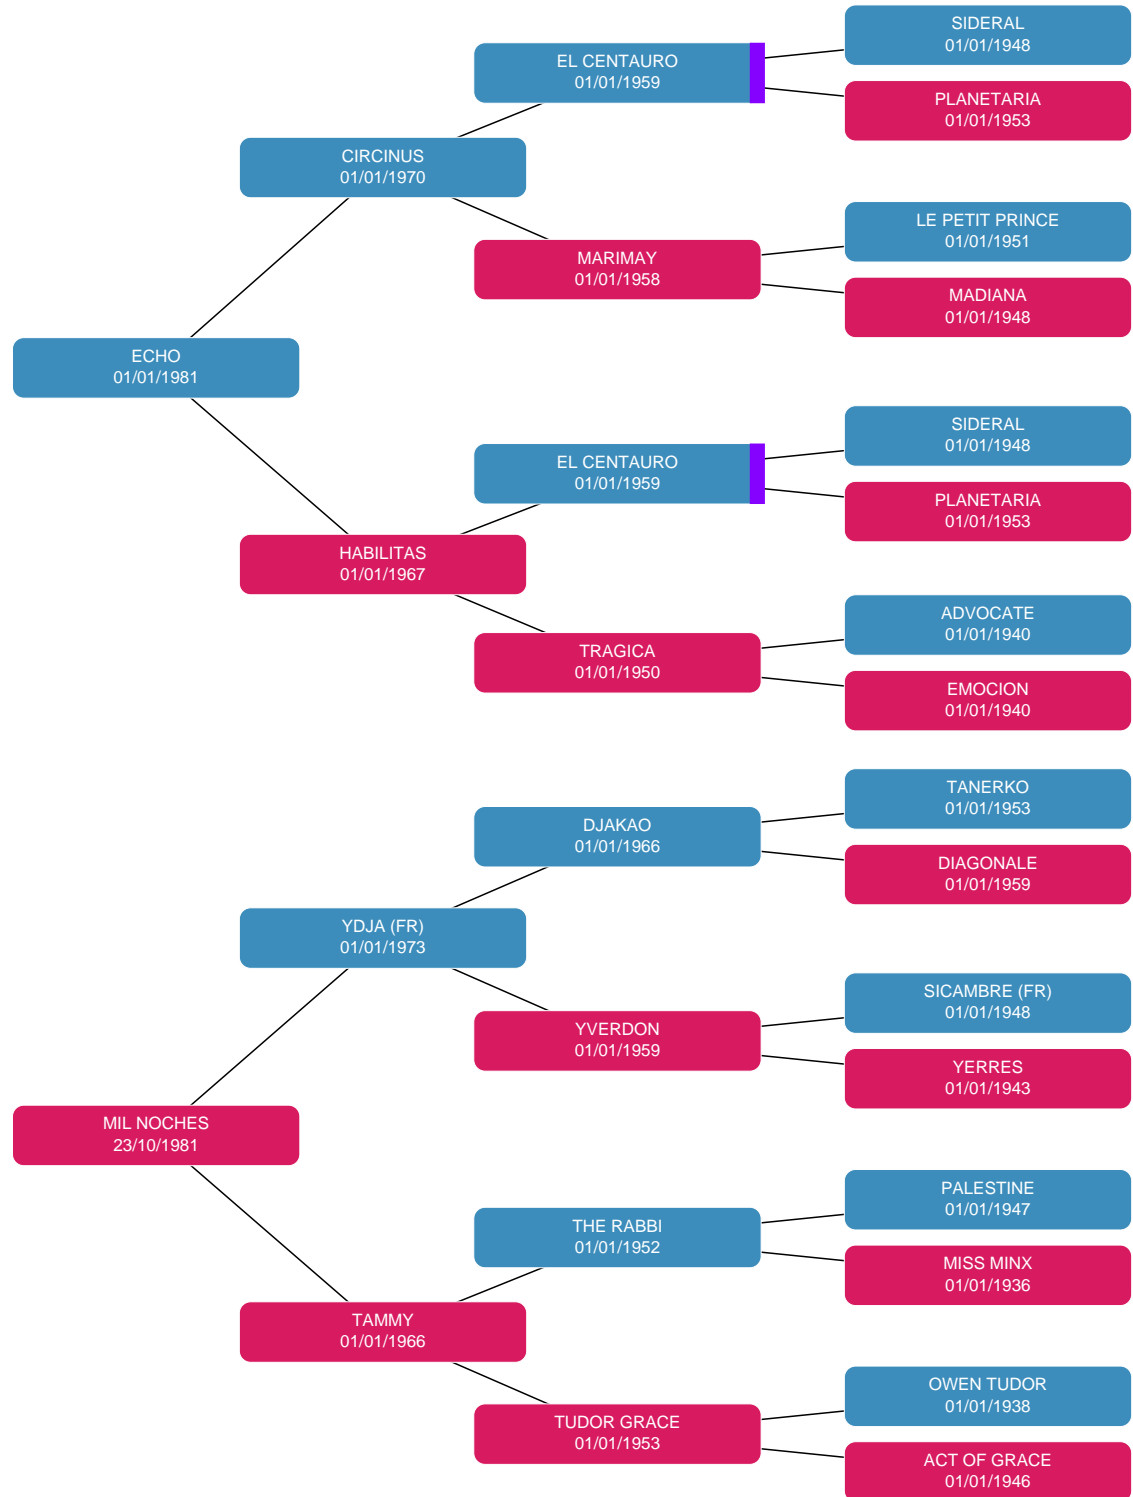 SIDERAL
01/01/1948
EL CENTAURO
01/01/1959
PLANETARIA
01/01/1953
CIRCINUS
01/01/1970
LE PETIT PRINCE
01/01/1951
MARIMAY
01/01/1958
MADIANA
01/01/1948
ECHO
01/01/1981
SIDERAL
01/01/1948
EL CENTAURO
01/01/1959
PLANETARIA
01/01/1953
HABILITAS
01/01/1967
ADVOCATE
01/01/1940
TRAGICA
01/01/1950
EMOCION
01/01/1940
TANERKO
01/01/1953
DJAKAO
01/01/1966
DIAGONALE
01/01/1959
YDJA (FR)
01/01/1973
SICAMBRE (FR)
01/01/1948
YVERDON
01/01/1959
YERRES
01/01/1943
MIL NOCHES
23/10/1981
PALESTINE
01/01/1947
THE RABBI
01/01/1952
MISS MINX
01/01/1936
TAMMY
01/01/1966
OWEN TUDOR
01/01/1938
TUDOR GRACE
01/01/1953
ACT OF GRACE
01/01/1946